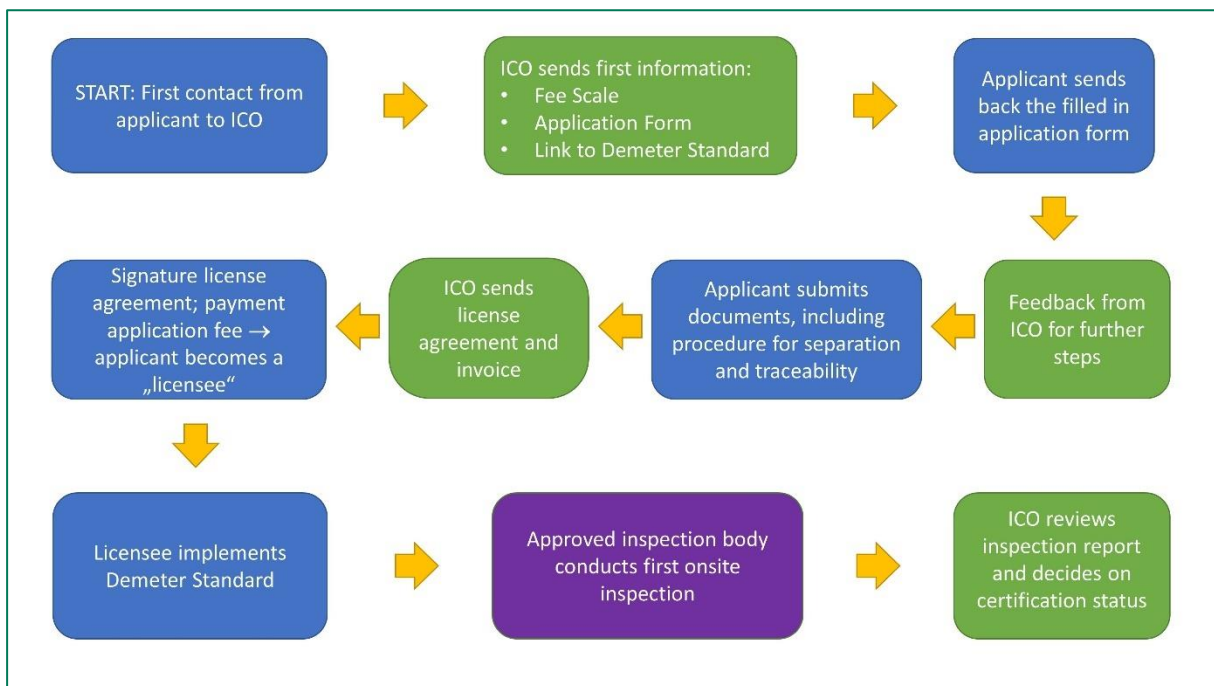 START: First contact from
applicant to ICO
ICO sends first information:
• Fee Scale
• Application Form
• Link to Demeter Standard
Applicant sends
back the filled in
application form
Feedback from
ICO for further
steps
Applicant submits
documents, including
procedure for separation
and traceability
ICO sends
license
agreement and
invoice
Signature license
agreement; payment
application fee →
applicant becomes a
„licensee“
Licensee implements
Demeter Standard
Approved inspection body
conducts first onsite
inspection
ICO reviews
inspection report
and decides on
certification status